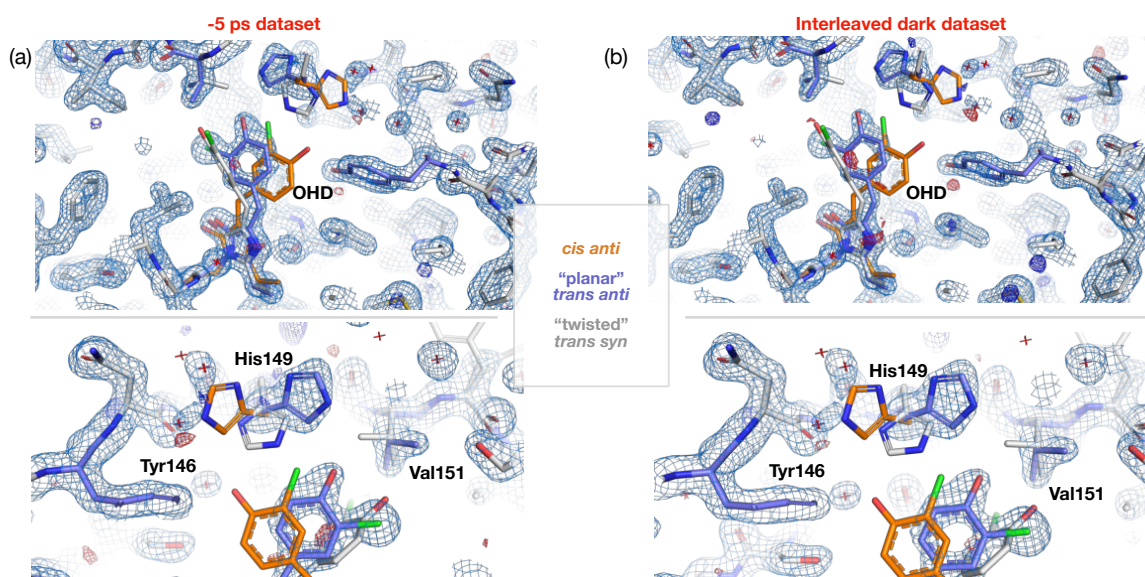 -5 ps dataset
Interleaved dark dataset
(a)
(b)
OHD
OHD
cis anti
“planar”
trans anti
“twisted”
trans syn
His149
Tyr146
Val151
His149
Tyr146
Val151